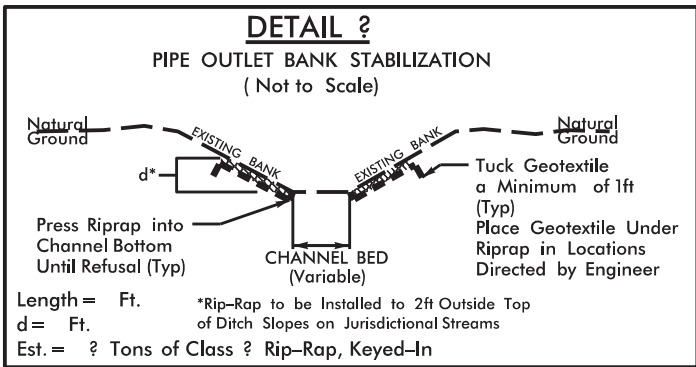 DETAIL ?
PIPE OUTLET BANK STABILIZATION
( Not to Scale)
Natural
Ground
EXISTING BANK
EXISTING BANK
Natural
Ground
d*
Press Riprap into
Channel Bottom
Until Refusal (Typ)
CHANNEL BED
(Variable)
Tuck Geotextile
a Minimum of 1ft
(Typ)
Place Geotextile Under
Riprap in Locations
Directed by Engineer
Length = Ft.
d= Ft.
*Rip-Rap to be Installed to 2ft Outside Top
of Ditch Slopes on Jurisdictional Streams
Est. = ? Tons of Class ? Rip-Rap, Keyed-In